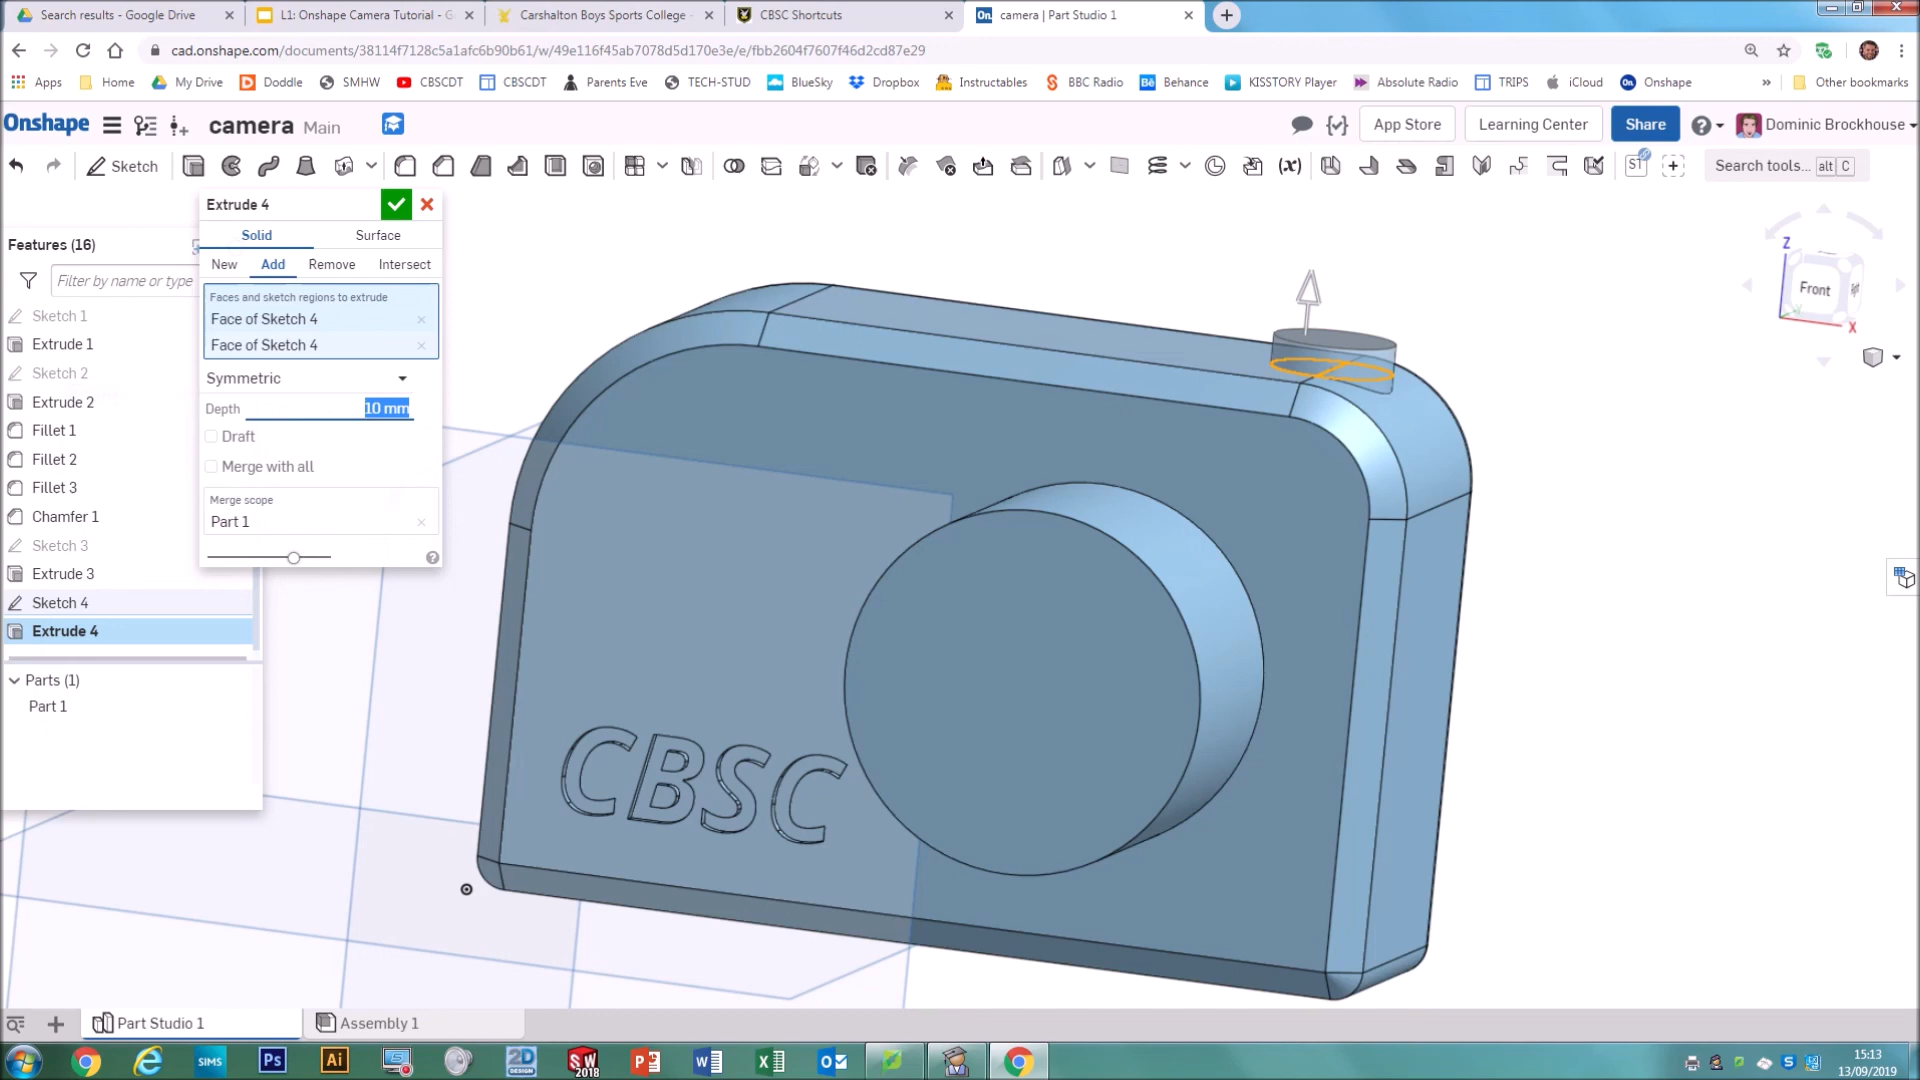 Search results - Google Drive
L1: Onshape Camera Tutorial - G
Carshalton Boys Sports College -
CBSC Shortcuts
camera | Part Studio 1
cad.onshape.com/documents/38114f7128c5a1afc6b90b61/w/49e116f45ab7078d5d170e3e/e/fbb2604f7607f46d2cd87e29
Apps
Home
My Drive
Doddle
SMHW
CBSCDT
CBSCDT
Parents Eve
TECH-STUD
BlueSky
Dropbox
Instructables
BBC Radio
Behance
KISSTORY Player
Absolute Radio
TRIPS
iCloud
Onshape
Other bookmarks
Onshape
camera Main
App Store
Learning Center
Share
Dominic Brockhouse
Sketch
Search tools... alt C
Extrude 4
Solid
Surface
New
Add
Remove
Intersect
Faces and sketch regions to extrude
Face of Sketch 4
Face of Sketch 4
Symmetric
Depth
10 mm
Draft
Merge with all
Merge scope
Part 1
Features (16)
Filter by name or type
Sketch 1
Extrude 1
Sketch 2
Extrude 2
Fillet 1
Fillet 2
Fillet 3
Chamfer 1
Sketch 3
Extrude 3
Sketch 4
Extrude 4
Parts (1)
Part 1
Z
Front
X
CBSC
Part Studio 1
Assembly 1
SIMS
Ps
Ai
2D
DESIGN
SW
2018
15:13
13/09/2019